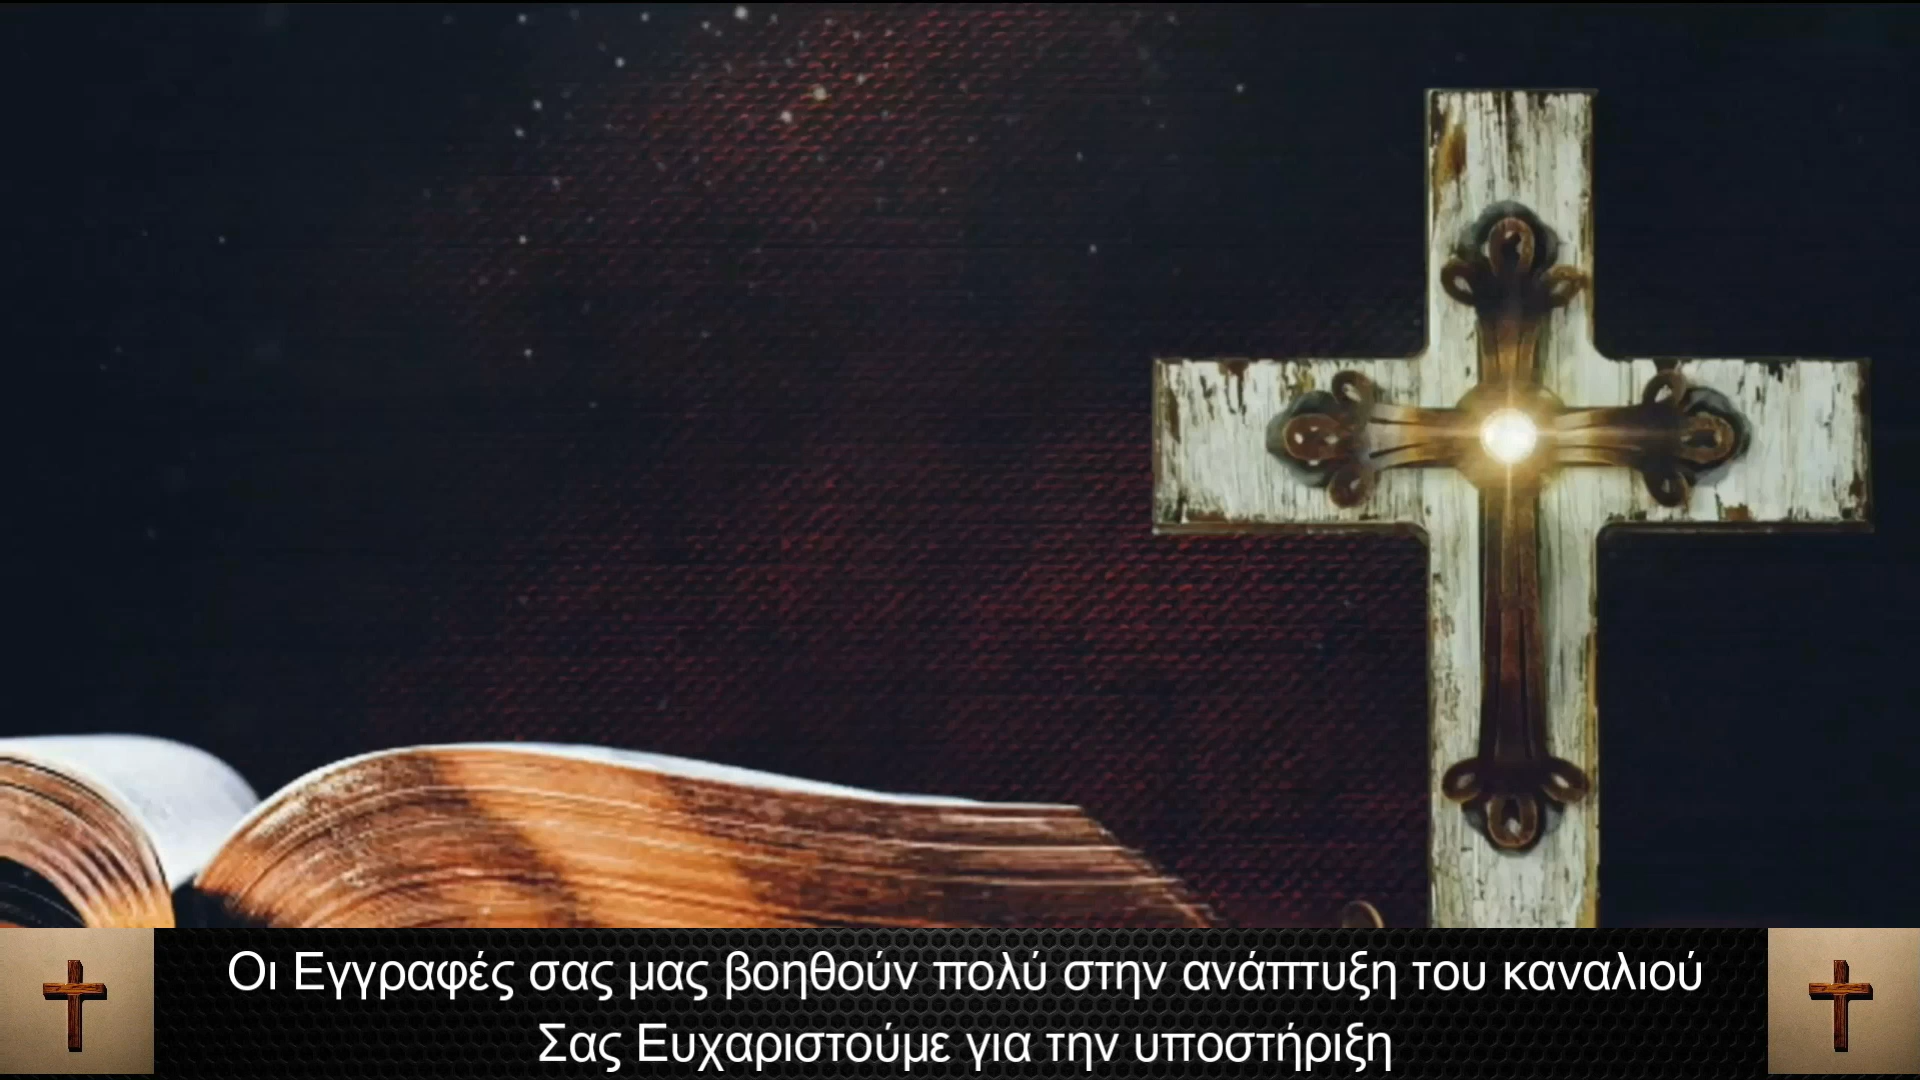 Οι Εγγραφές σας μας βοηθούν πολύ στην ανάπτυξη του καναλιού
Σας Ευχαριστούμε για την υποστήριξη